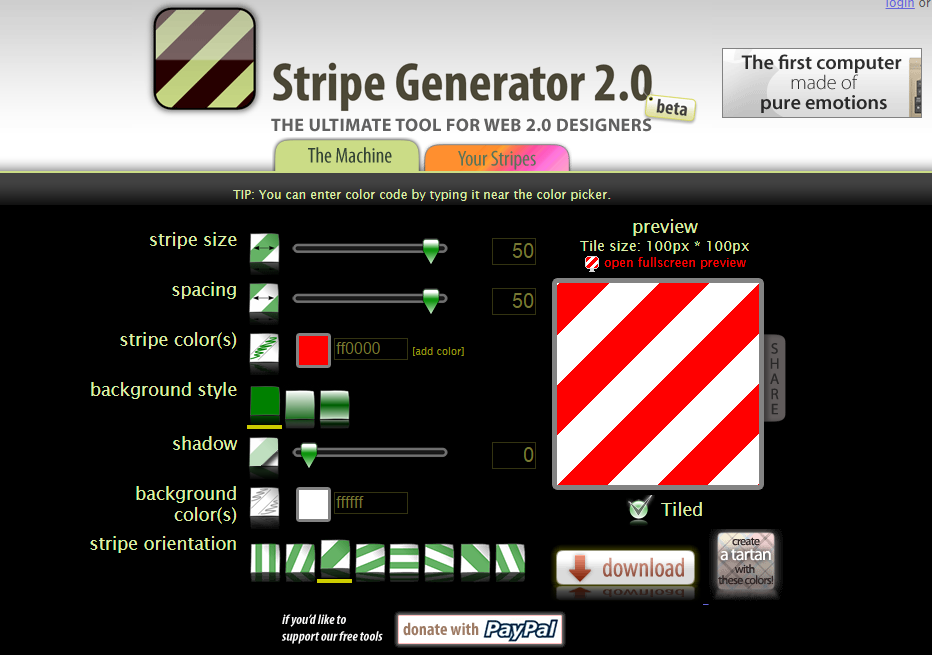 login or
Stripe Generator 2.0
beta
THE ULTIMATE TOOL FOR WEB 2.0 DESIGNERS
The first computer
made of
pure emotions
The Machine
Your Stripes
TIP: You can enter color code by typing it near the color picker.
stripe size
50
spacing
50
stripe color(s)
ff0000
[add color]
background style
shadow
0
background
color(s)
ffffff
stripe orientation
preview
Tile size: 100px * 100px
open fullscreen preview
SHARE
Tiled
download
create
a tartan
with
these colors!
if you'd like to
support our free tools
donate with PayPal